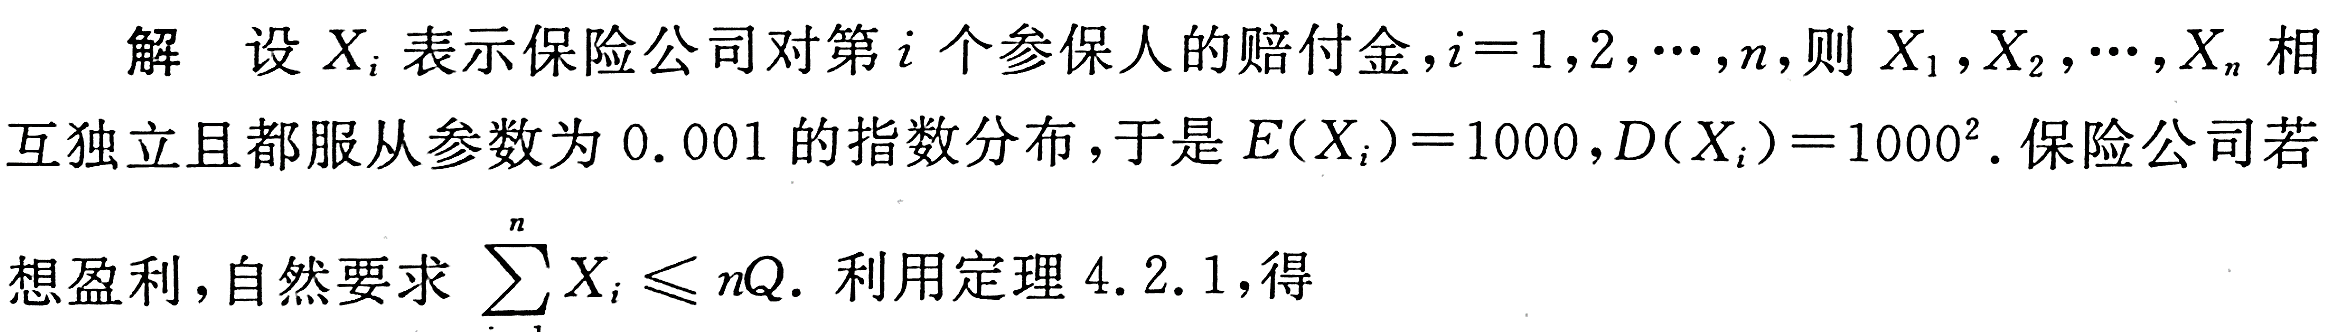 解 设 $X_i$ 表示保险公司对第 $i$ 个参保人的赔付金,$i=1,2,\cdots,n$,则 $X_1,X_2,\cdots,X_n$ 相
互独立且都服从参数为 0.001 的指数分布,于是 $E(X_i)=1000,D(X_i)=1000^2$.保险公司若
想盈利,自然要求 $\sum_{i=1}^{n} X_i \leqslant nQ$. 利用定理 4.2.1,得